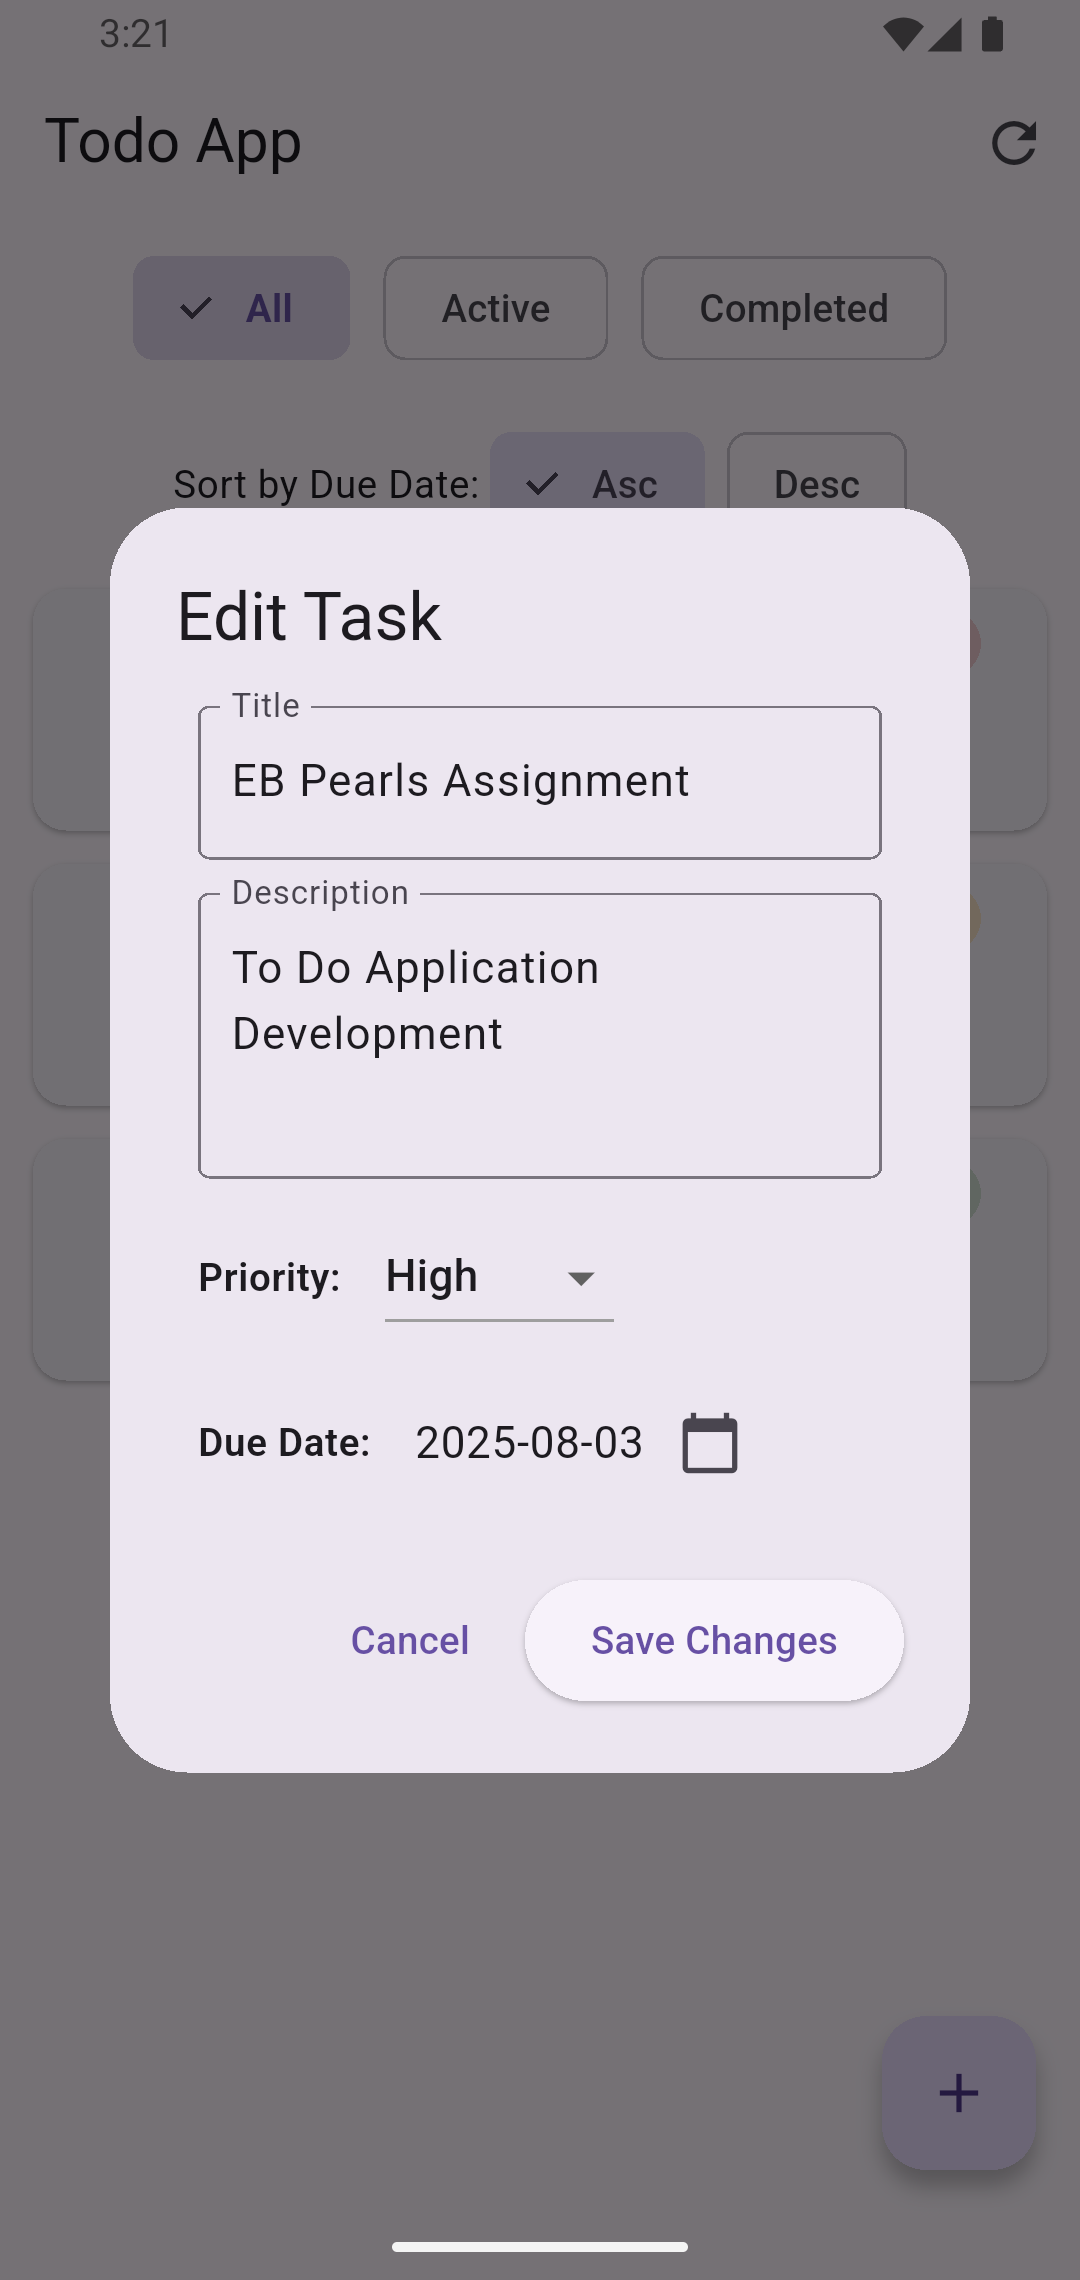 3:21
Todo App
All
Active
Completed
Sort by Due Date:
Asc
Desc
Edit Task
Title
EB Pearls Assignment
Description
To Do Application
Development
Priority:
High
Due Date:
2025-08-03
Cancel
Save Changes